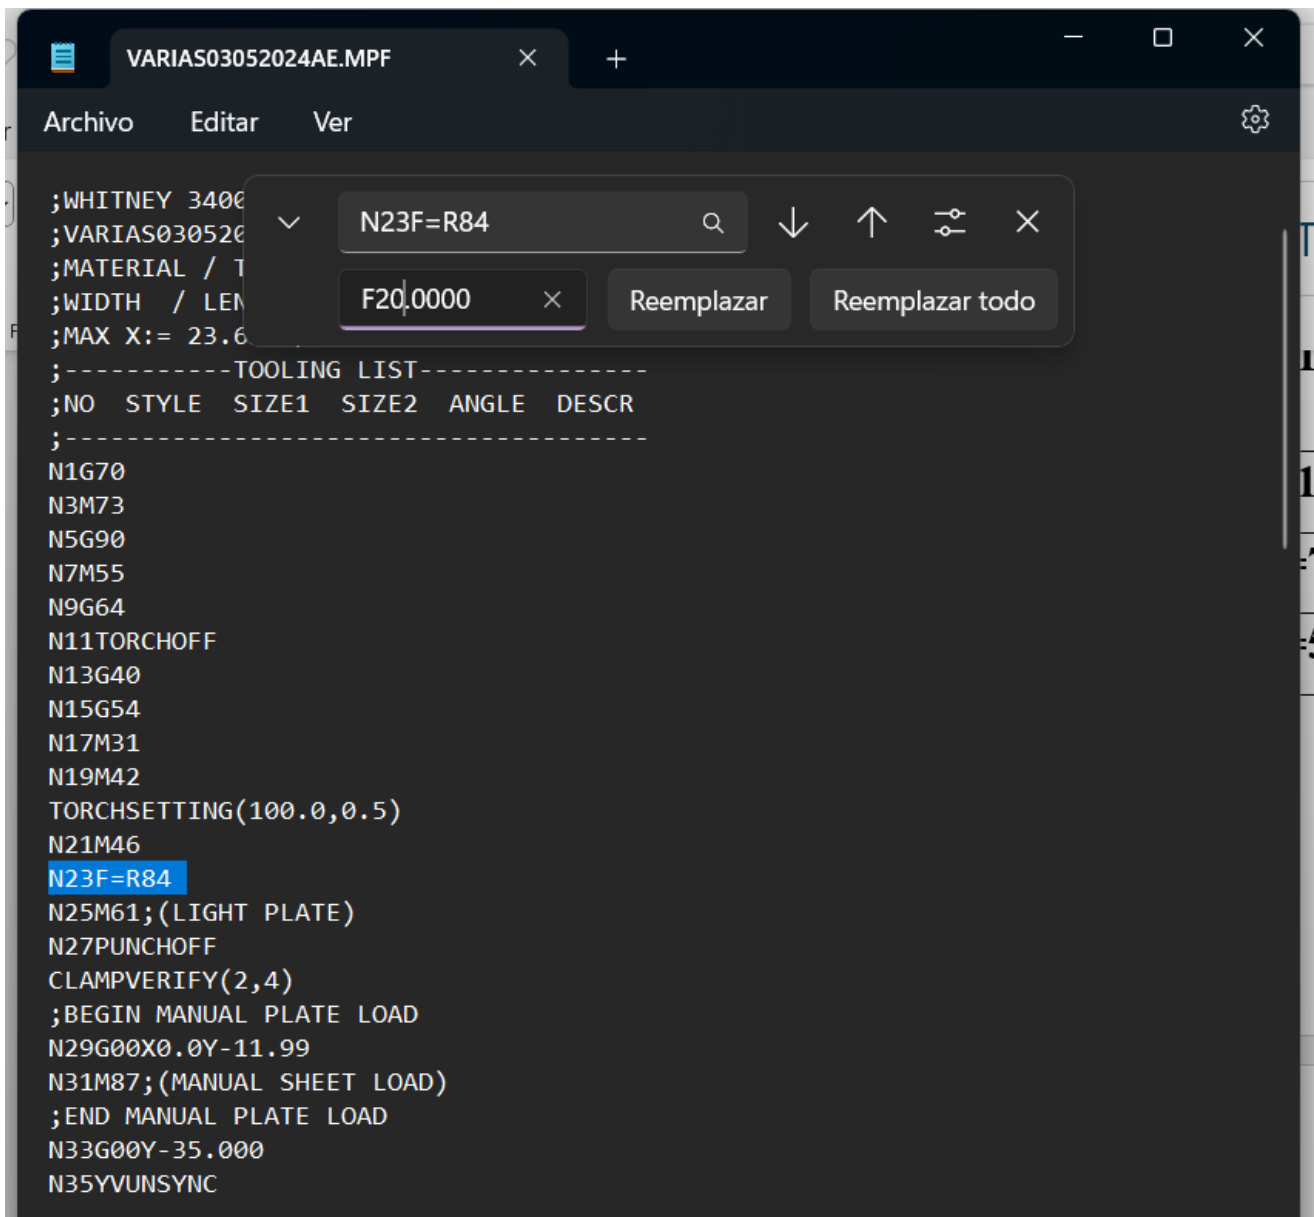 VARIAS03052024AE.MPF
Archivo Editar Ver
N23F=R84
F20.0000 Reemplazar Reemplazar todo
;WHITNEY 3400
;VARIAS030520
;MATERIAL / T
;WIDTH / LEN
;MAX X:= 23.6
;-----------TOOLING LIST---------------
;NO STYLE SIZE1 SIZE2 ANGLE DESCR
;--------------------------------------
N1G70
N3M73
N5G90
N7M55
N9G64
N11TORCHOFF
N13G40
N15G54
N17M31
N19M42
TORCHSETTING(100.0,0.5)
N21M46
N23F=R84
N25M61;(LIGHT PLATE)
N27PUNCHOFF
CLAMPVERIFY(2,4)
;BEGIN MANUAL PLATE LOAD
N29G00X0.0Y-11.99
N31M87;(MANUAL SHEET LOAD)
;END MANUAL PLATE LOAD
N33G00Y-35.000
N35YVUNSYNC